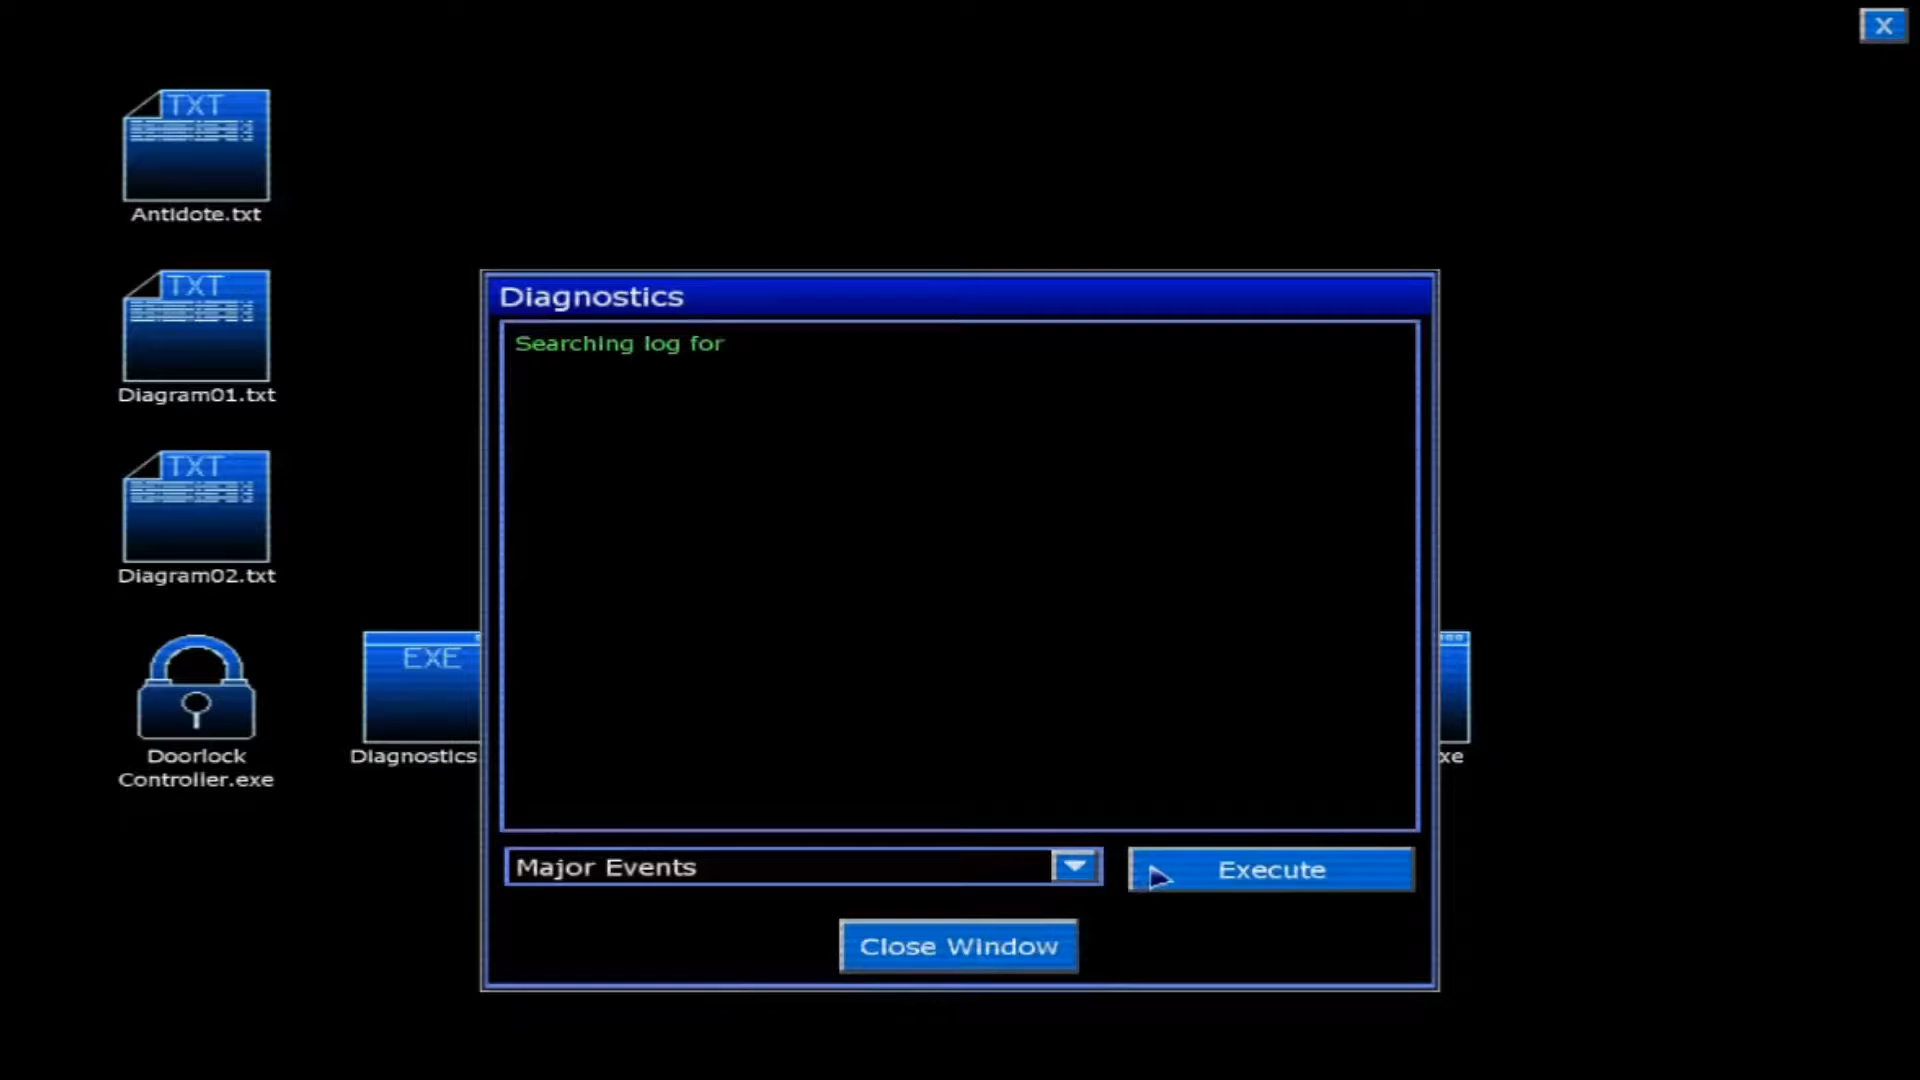 X
TXT
Antidote.txt
TXT
Diagram01.txt
TXT
Diagram02.txt
Doorlock
Controller.exe
EXE
Diagnostics.
xe
Diagnostics
Searching log for
Major Events
Execute
Close Window